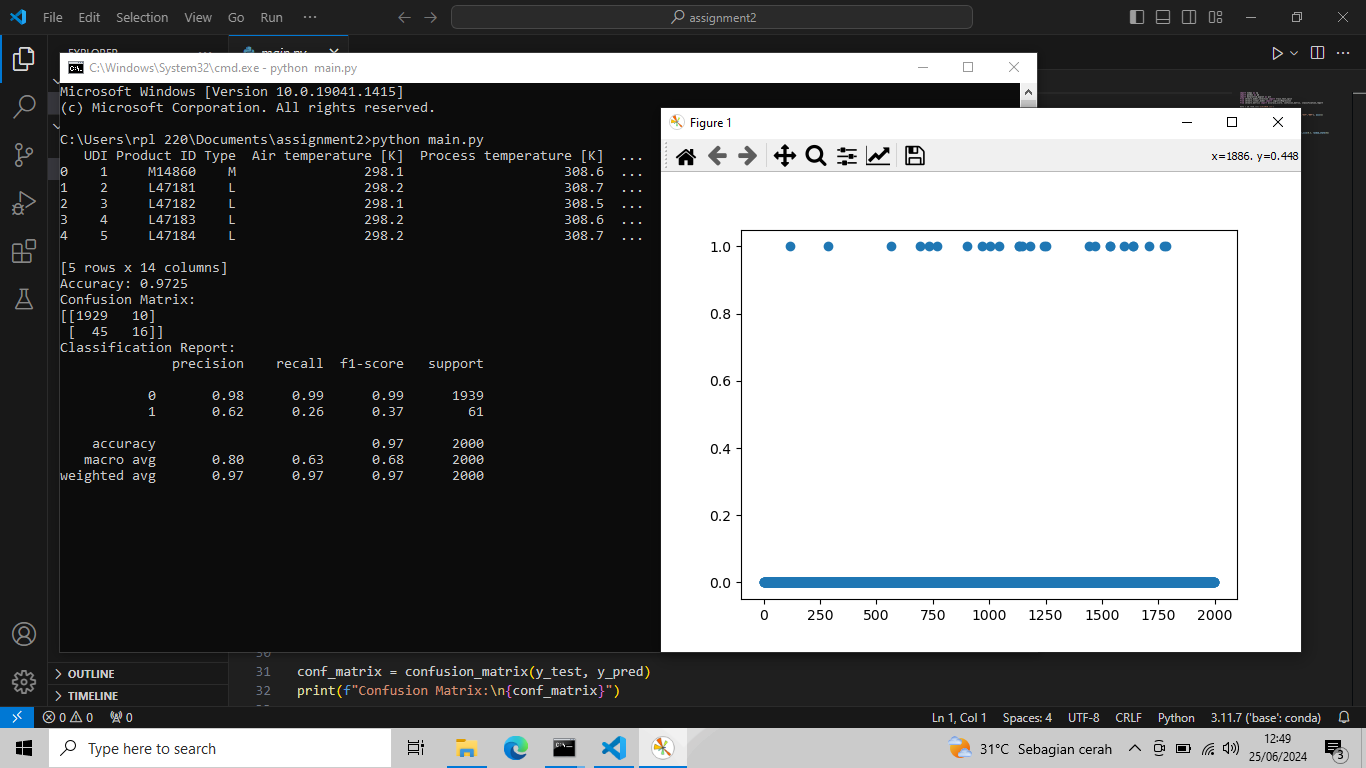 File Edit Selection View Go Run ··· assignment2
EXPLORER
main.py
C:\Windows\System32\cmd.exe - python  main.py
Microsoft Windows [Version 10.0.19041.1415]
(c) Microsoft Corporation. All rights reserved.
C:\Users\rpl 220\Documents\assignment2>python main.py
   UDI Product ID Type  Air temperature [K]  Process temperature [K]  ...
0    1     M14860    M                298.1                    308.6  ...
1    2     L47181    L                298.2                    308.7  ...
2    3     L47182    L                298.1                    308.5  ...
3    4     L47183    L                298.2                    308.6  ...
4    5     L47184    L                298.2                    308.7  ...
[5 rows x 14 columns]
Accuracy: 0.9725
Confusion Matrix:
[[1929   10]
 [  45   16]]
Classification Report:
              precision    recall  f1-score   support
           0       0.98      0.99      0.99      1939
           1       0.62      0.26      0.37        61
    accuracy                           0.97      2000
   macro avg       0.80      0.63      0.68      2000
weighted avg       0.97      0.97      0.97      2000
Figure 1
x=1886. y=0.448
1.0
0.8
0.6
0.4
0.2
0.0
0 250 500 750 1000 1250 1500 1750 2000
31 conf_matrix = confusion_matrix(y_test, y_pred)
32 print(f"Confusion Matrix:\n{conf_matrix}")
OUTLINE
TIMELINE
0 0 0 Ln 1, Col 1 Spaces: 4 UTF-8 CRLF Python 3.11.7 ('base': conda)
Type here to search
31°C Sebagian cerah
12:49
25/06/2024
3